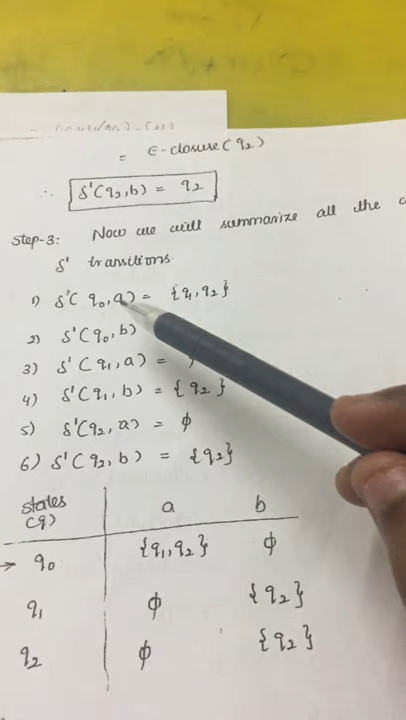 = ε-closure(q₂)
∴ δ'(q₂,b) = q₂
Step-3: Now we will summarize all the
δ' transitions.
1) δ'(q₀,a) = {q₁,q₂}
2) δ'(q₀,b)
3) δ'(q₁,a) =
4) δ'(q₁,b) = {q₂}
5) δ'(q₂,a) = ϕ
6) δ'(q₂,b) = {q₂}
states (q) a b
→ q₀ {q₁,q₂} ϕ
q₁ ϕ {q₂}
q₂ ϕ {q₂}